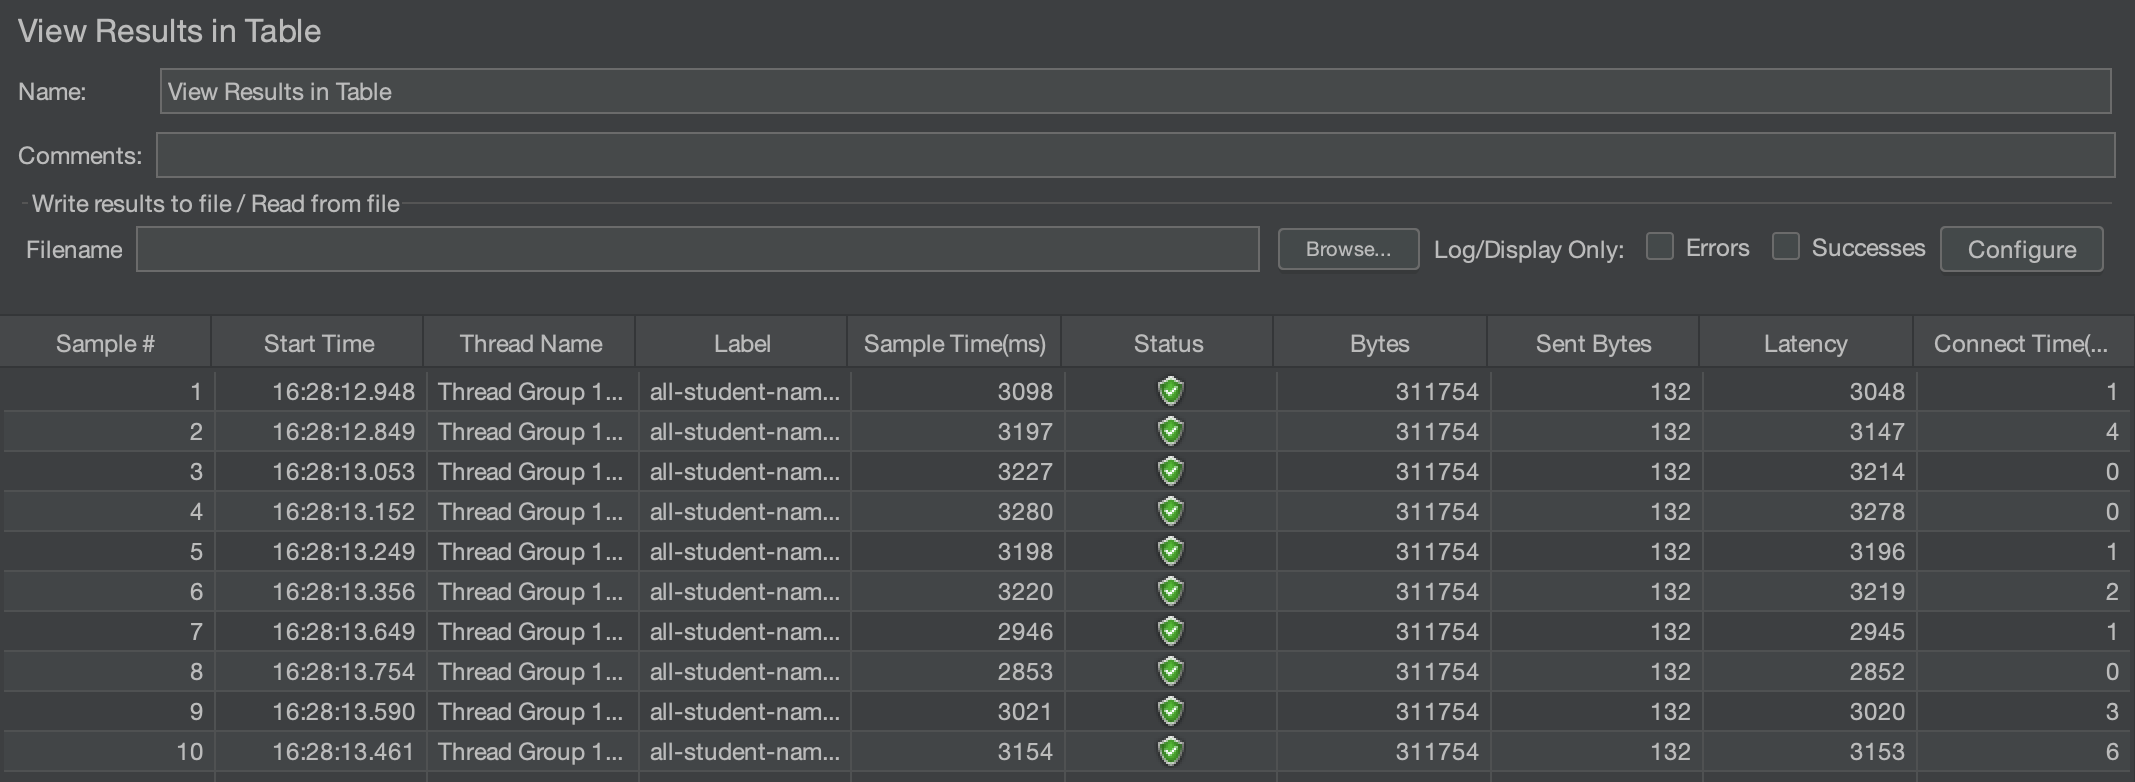 View Results in Table
Name: View Results in Table
Comments:
Write results to file / Read from file
Filename Browse... Log/Display Only: Errors Successes Configure
Sample # Start Time Thread Name Label Sample Time(ms) Status Bytes Sent Bytes Latency Connect Time(...
1 16:28:12.948 Thread Group 1... all-student-nam... 3098 311754 132 3048 1
2 16:28:12.849 Thread Group 1... all-student-nam... 3197 311754 132 3147 4
3 16:28:13.053 Thread Group 1... all-student-nam... 3227 311754 132 3214 0
4 16:28:13.152 Thread Group 1... all-student-nam... 3280 311754 132 3278 0
5 16:28:13.249 Thread Group 1... all-student-nam... 3198 311754 132 3196 1
6 16:28:13.356 Thread Group 1... all-student-nam... 3220 311754 132 3219 2
7 16:28:13.649 Thread Group 1... all-student-nam... 2946 311754 132 2945 1
8 16:28:13.754 Thread Group 1... all-student-nam... 2853 311754 132 2852 0
9 16:28:13.590 Thread Group 1... all-student-nam... 3021 311754 132 3020 3
10 16:28:13.461 Thread Group 1... all-student-nam... 3154 311754 132 3153 6